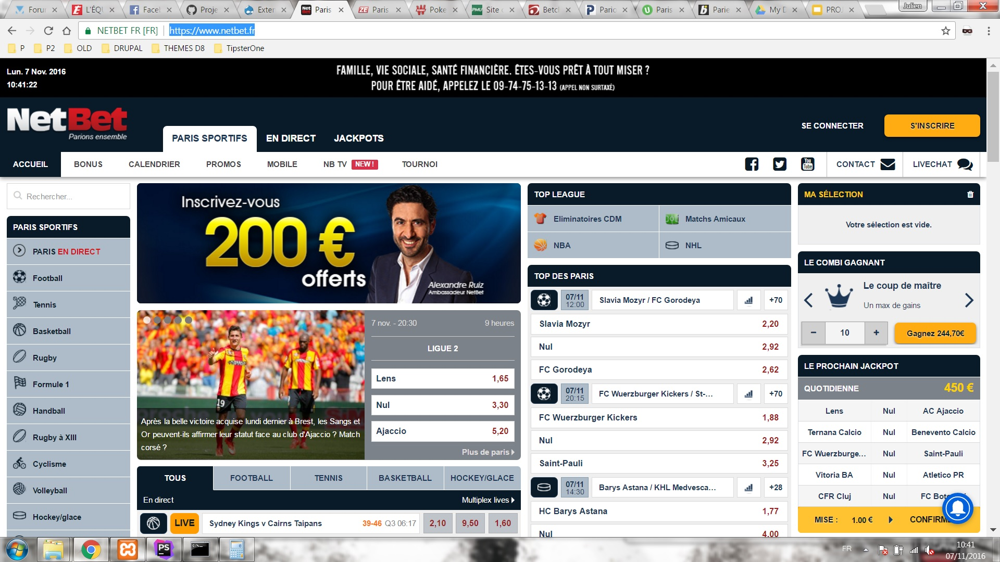 Forum
L'ÉQU
Facel
Proje
Exter
Paris
Paris
Poke
Site
Betcl
Paric
Paris
Parie
My D
PROJ
Julien
NETBET FR [FR]
https://www.netbet.fr
P
P2
OLD
DRUPAL
THEMES D8
TipsterOne
Lun. 7 Nov. 2016
10:41:22
FAMILLE, VIE SOCIALE, SANTÉ FINANCIÈRE. ÊTES-VOUS PRÊT À TOUT MISER ?
POUR ÊTRE AIDÉ, APPELEZ LE 09-74-75-13-13 (APPEL NON SURTAXÉ)
NetBet
Parions ensemble
PARIS SPORTIFS
EN DIRECT
JACKPOTS
SE CONNECTER
S'INSCRIRE
ACCUEIL
BONUS
CALENDRIER
PROMOS
MOBILE
NB TV NEW !
TOURNOI
You Tube
CONTACT
LIVECHAT
Rechercher...
PARIS SPORTIFS
PARIS EN DIRECT
Football
Tennis
Basketball
Rugby
Formule 1
Handball
Rugby à XIII
Cyclisme
Volleyball
Hockey/glace
Inscrivez-vous
200 €
offerts
Alexandre Ruiz
Ambassadeur NetBet
19
Après la belle victoire acquise lundi dernier à Brest, les Sangs et
Or peuvent-ils affirmer leur statut face au club d'Ajaccio ? Match
corsé ?
7 nov. - 20:30
9 heures
LIGUE 2
Lens 1,65
Nul 3,30
Ajaccio 5,20
Plus de paris
TOUS
FOOTBALL
TENNIS
BASKETBALL
HOCKEY/GLACE
En direct
Multiplex lives
LIVE
Sydney Kings v Cairns Taipans
39-46 Q3 06:17
2,10
9,50
1,60
TOP LEAGUE
Eliminatoires CDM
Matchs Amicaux
NBA
NHL
TOP DES PARIS
07/11
12:00
Slavia Mozyr / FC Gorodeya
+70
Slavia Mozyr 2,20
Nul 2,92
FC Gorodeya 2,62
07/11
20:15
FC Wuerzburger Kickers / St-...
+70
FC Wuerzburger Kickers 1,88
Nul 2,92
Saint-Pauli 3,25
07/11
14:30
Barys Astana / KHL Medvesca...
+28
HC Barys Astana 1,77
Nul 4,00
MA SÉLECTION
Votre sélection est vide.
LE COMBI GAGNANT
Le coup de maître
Un max de gains
− 10 +
Gagnez 244,70€
LE PROCHAIN JACKPOT
QUOTIDIENNE 450 €
Lens Nul AC Ajaccio
Ternana Calcio Nul Benevento Calcio
FC Wuerzburge... Nul Saint-Pauli
Vitoria BA Nul Atletico PR
CFR Cluj Nul FC Bot
MISE : 1.00 € CONFIRME
FR
10:41
07/11/2016